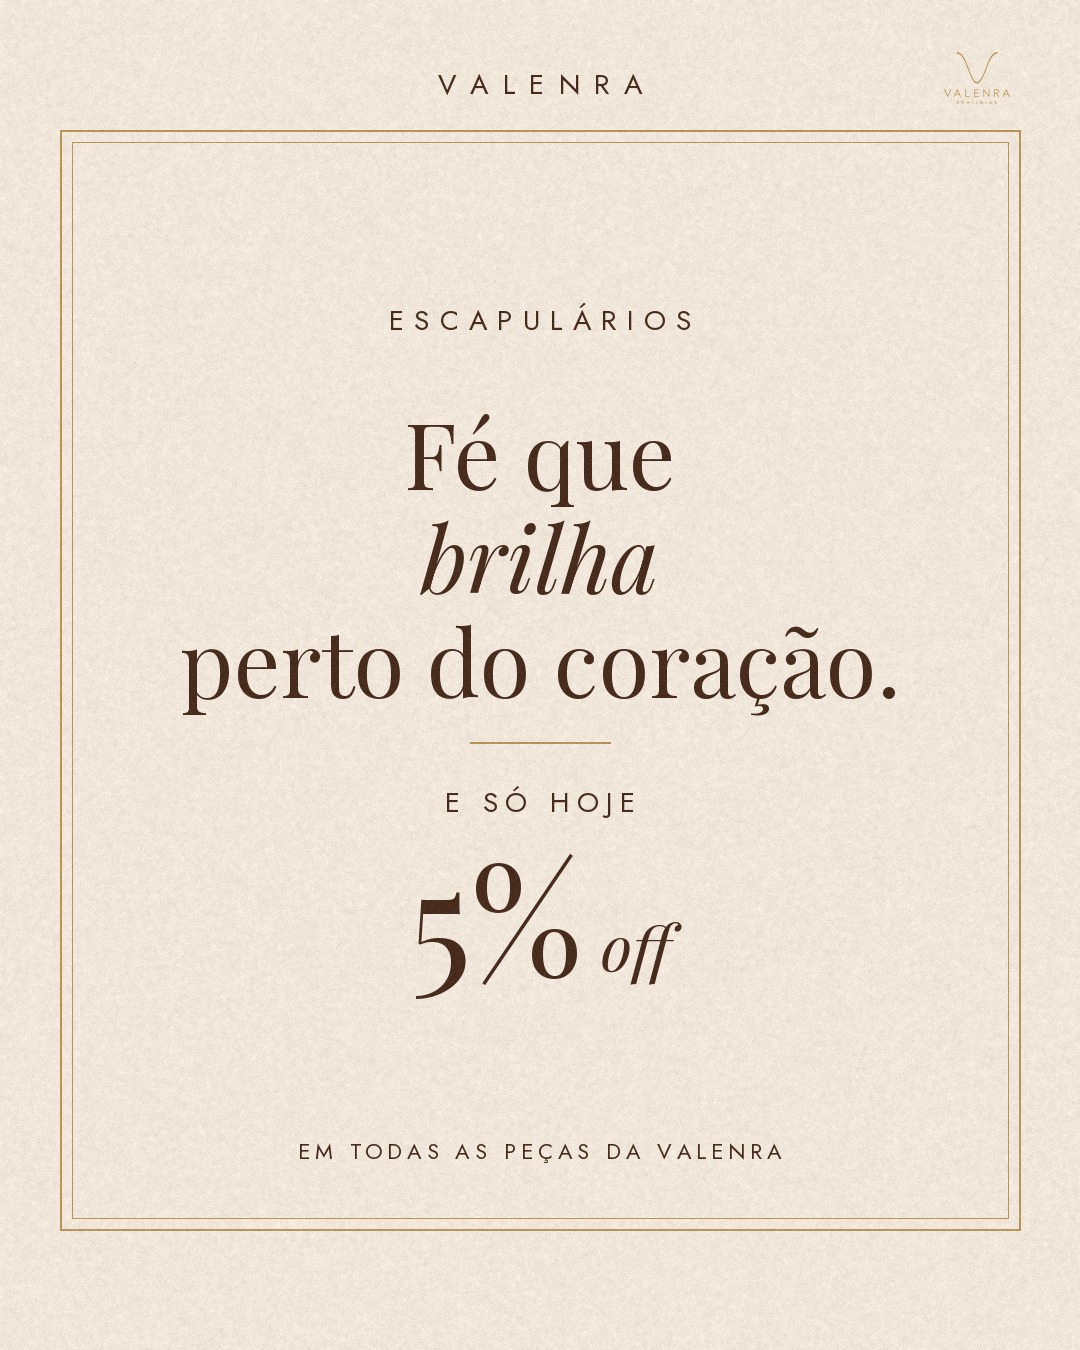 VALENRA
VALENRA
SEMIJOIAS
ESCAPULÁRIOS
Fé que
brilha
perto do coração.
E SÓ HOJE
5% off
EM TODAS AS PEÇAS DA VALENRA